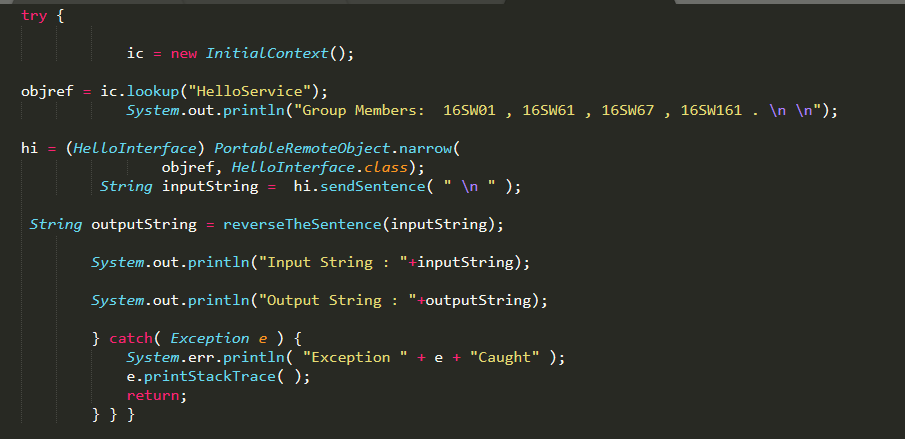 try {
ic = new InitialContext();
objref = ic.lookup("HelloService");
System.out.println("Group Members:  16SW01 , 16SW61 , 16SW67 , 16SW161 . \n \n");
hi = (HelloInterface) PortableRemoteObject.narrow(
objref, HelloInterface.class);
String inputString =  hi.sendSentence( " \n " );
String outputString = reverseTheSentence(inputString);
System.out.println("Input String : "+inputString);
System.out.println("Output String : "+outputString);
} catch( Exception e ) {
System.err.println( "Exception " + e + "Caught" );
e.printStackTrace( );
return;
} } }